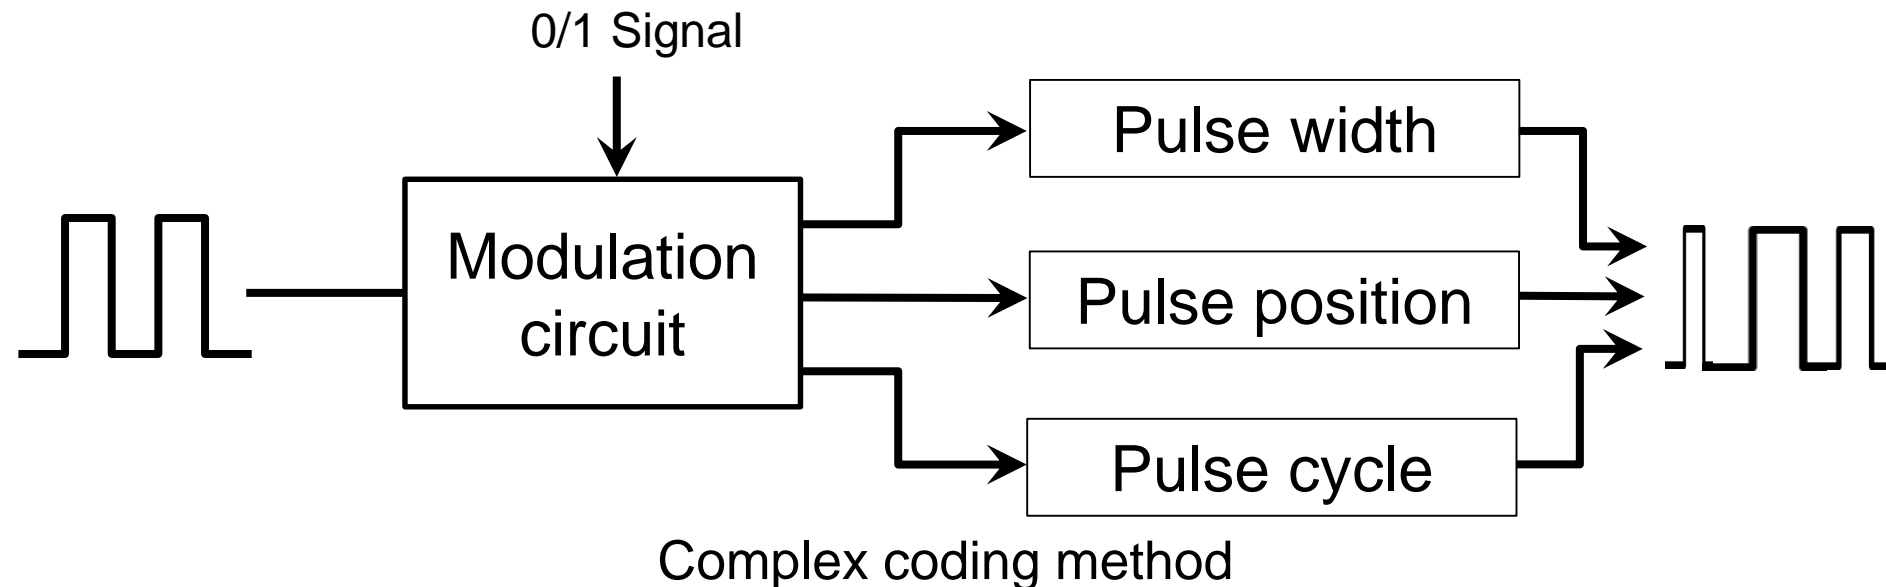 0/1 Signal
Pulse width
Modulation
circuit
Pulse position
Pulse cycle
Complex coding method